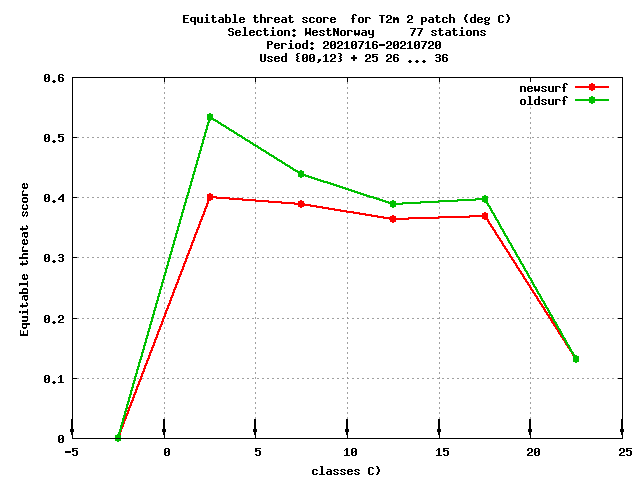 Equitable threat score  for T2m 2 patch (deg C)
Selection: WestNorway     77 stations
Period: 20210716-20210720
Used {00,12} + 25 26 ... 36
newsurf
oldsurf
0.6
0.5
0.4
0.3
0.2
0.1
0
Equitable threat score
-5
0
5
10
15
20
25
classes C)